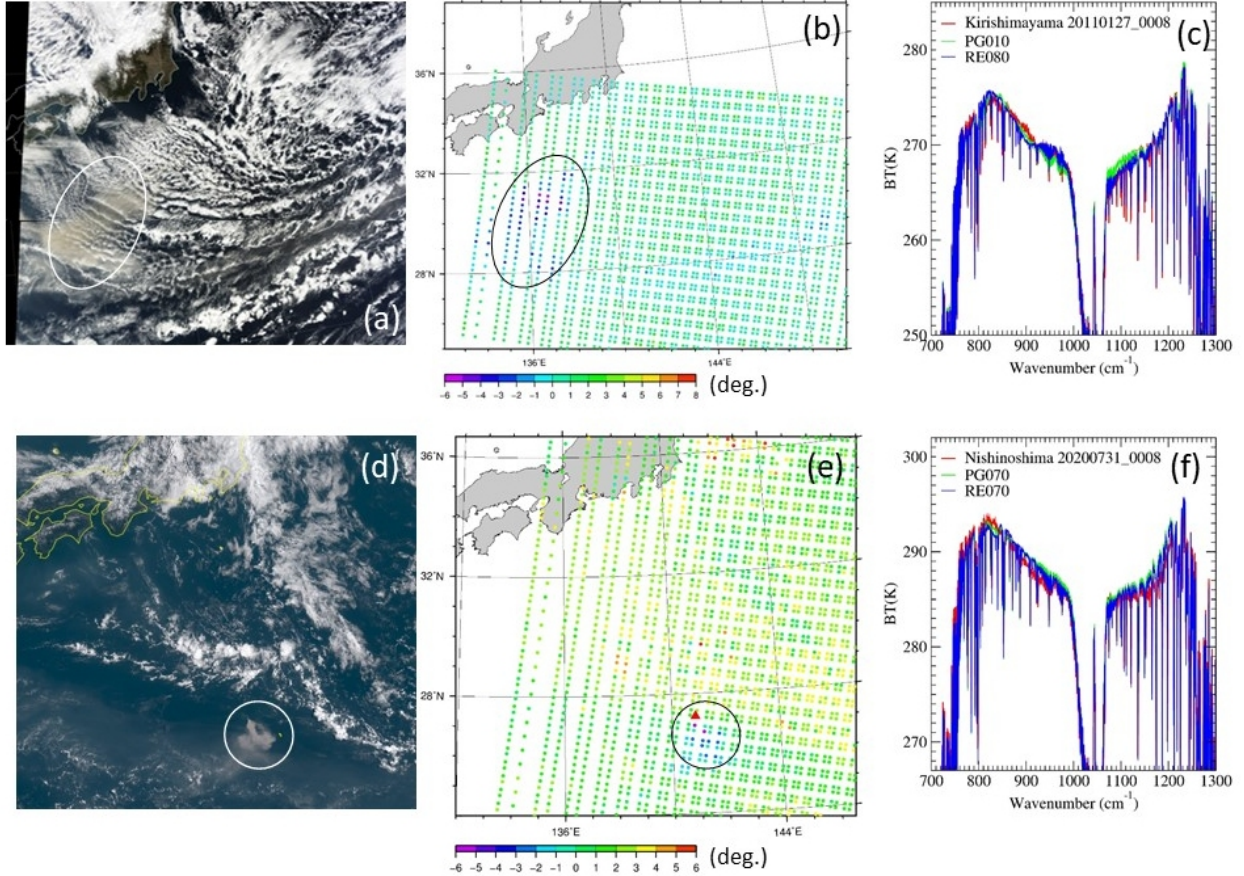 (a)
(b)
36°N
32°N
28°N
136°E
144°E
-6 -5 -4 -3 -2 -1 0 1 2 3 4 5 6 7 8
(deg.)
(c)
Kirishimayama 20110127_0008
PG010
RE080
BT(K)
280
270
260
250
700 800 900 1000 1100 1200 1300
Wavenumber (cm-1)
(d)
(e)
36°N
32°N
28°N
136°E
144°E
-6 -5 -4 -3 -2 -1 0 1 2 3 4 5 6
(deg.)
(f)
Nishinoshima 20200731_0008
PG070
RE070
BT(K)
300
290
280
270
700 800 900 1000 1100 1200 1300
Wavenumber (cm-1)